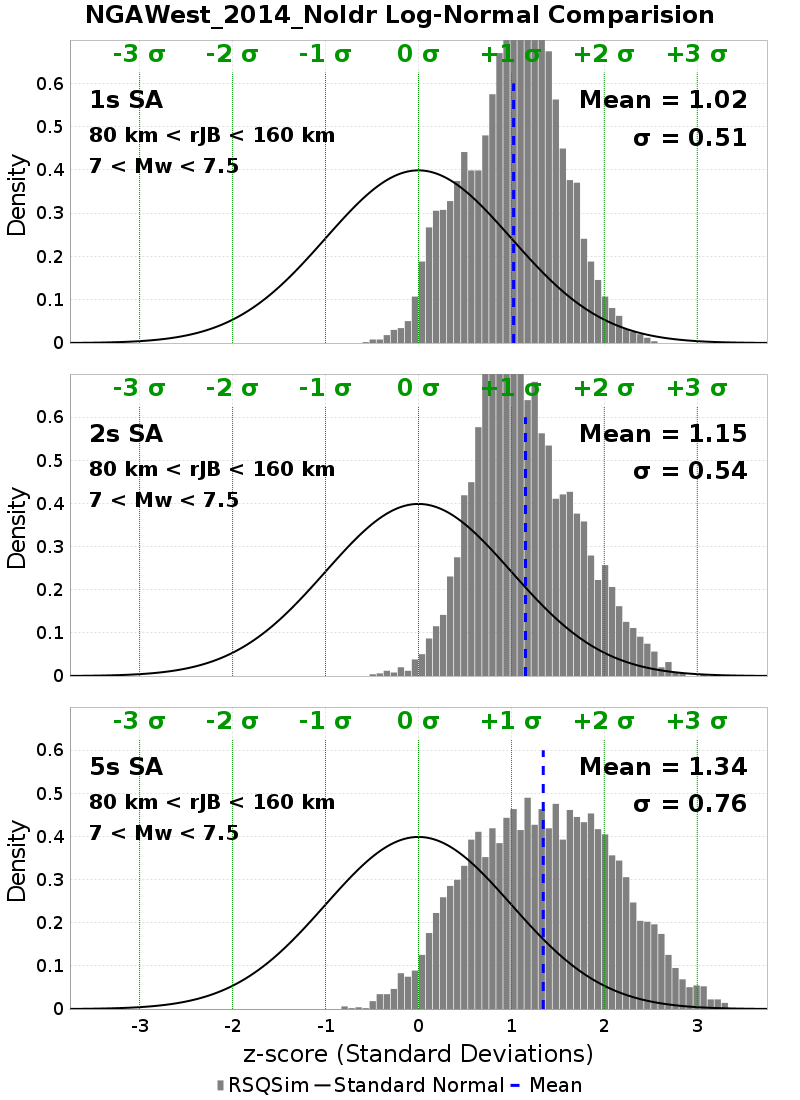 NGAWest_2014_NoIdr Log-Normal Comparision
-3 σ -2 σ -1 σ 0 σ +1 σ +2 σ +3 σ
1s SA
80 km < rJB < 160 km
7 < Mw < 7.5
Mean = 1.02
σ = 0.51
Density
0.6
0.5
0.4
0.3
0.2
0.1
0
-3 σ -2 σ -1 σ 0 σ +1 σ +2 σ +3 σ
2s SA
80 km < rJB < 160 km
7 < Mw < 7.5
Mean = 1.15
σ = 0.54
Density
0.6
0.5
0.4
0.3
0.2
0.1
0
-3 σ -2 σ -1 σ 0 σ +1 σ +2 σ +3 σ
5s SA
80 km < rJB < 160 km
7 < Mw < 7.5
Mean = 1.34
σ = 0.76
Density
0.6
0.5
0.4
0.3
0.2
0.1
0
-3 -2 -1 0 1 2 3
z-score (Standard Deviations)
RSQSim Standard Normal Mean